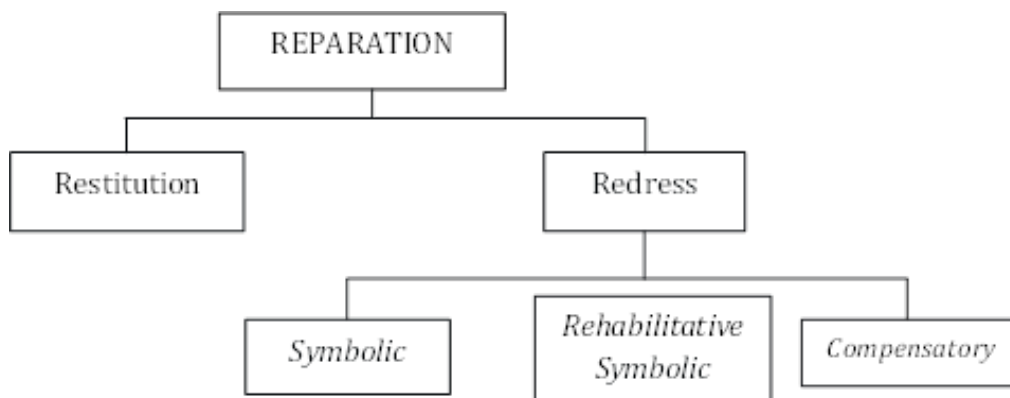 REPARATION
Restitution
Redress
Symbolic
Rehabilitative
Symbolic
Compensatory